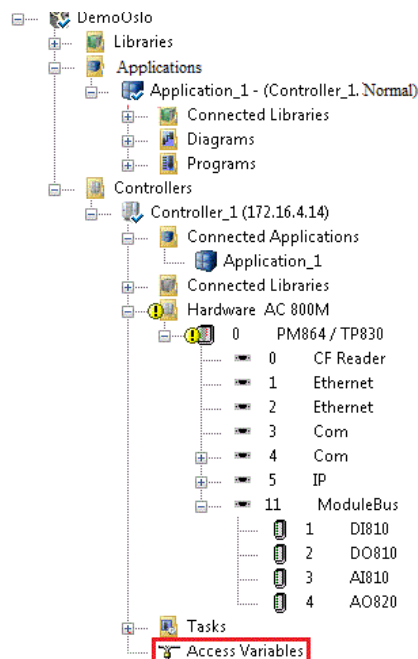 DemoOslo
Libraries
Applications
Application_1 - (Controller_1. Normal)
Connected Libraries
Diagrams
Programs
Controllers
Controller_1 (172.16.4.14)
Connected Applications
Application_1
Connected Libraries
Hardware AC 800M
0 PM864 / TP830
0 CF Reader
1 Ethernet
2 Ethernet
3 Com
4 Com
5 IP
11 ModuleBus
1 DI810
2 DO810
3 AI810
4 AO820
Tasks
Access Variables